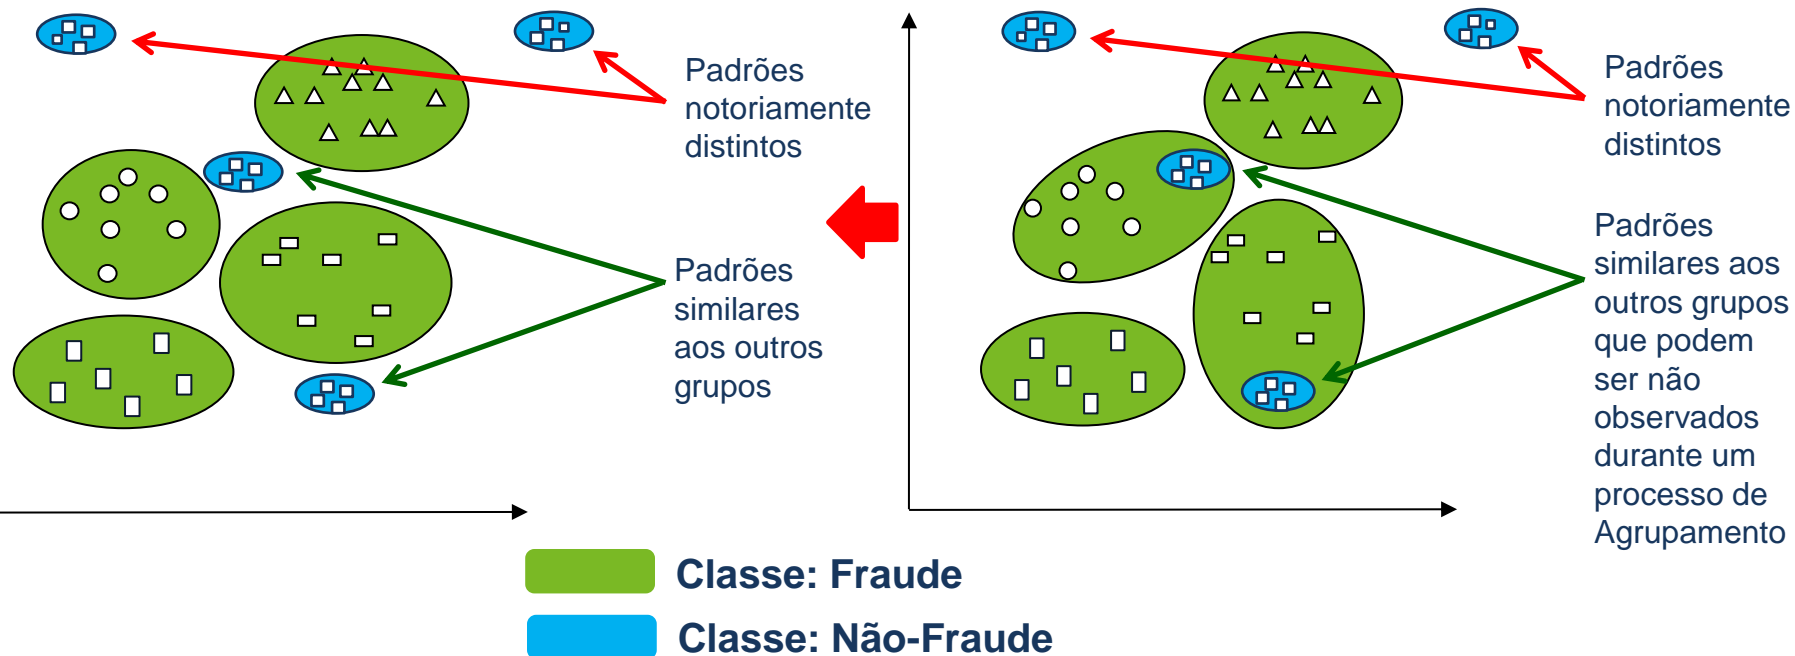 Padrões
notoriamente
distintos
Padrões
similares
aos outros
grupos
Padrões
notoriamente
distintos
Padrões
similares aos
outros grupos
que podem
ser não
observados
durante um
processo de
Agrupamento
Classe: Fraude
Classe: Não-Fraude